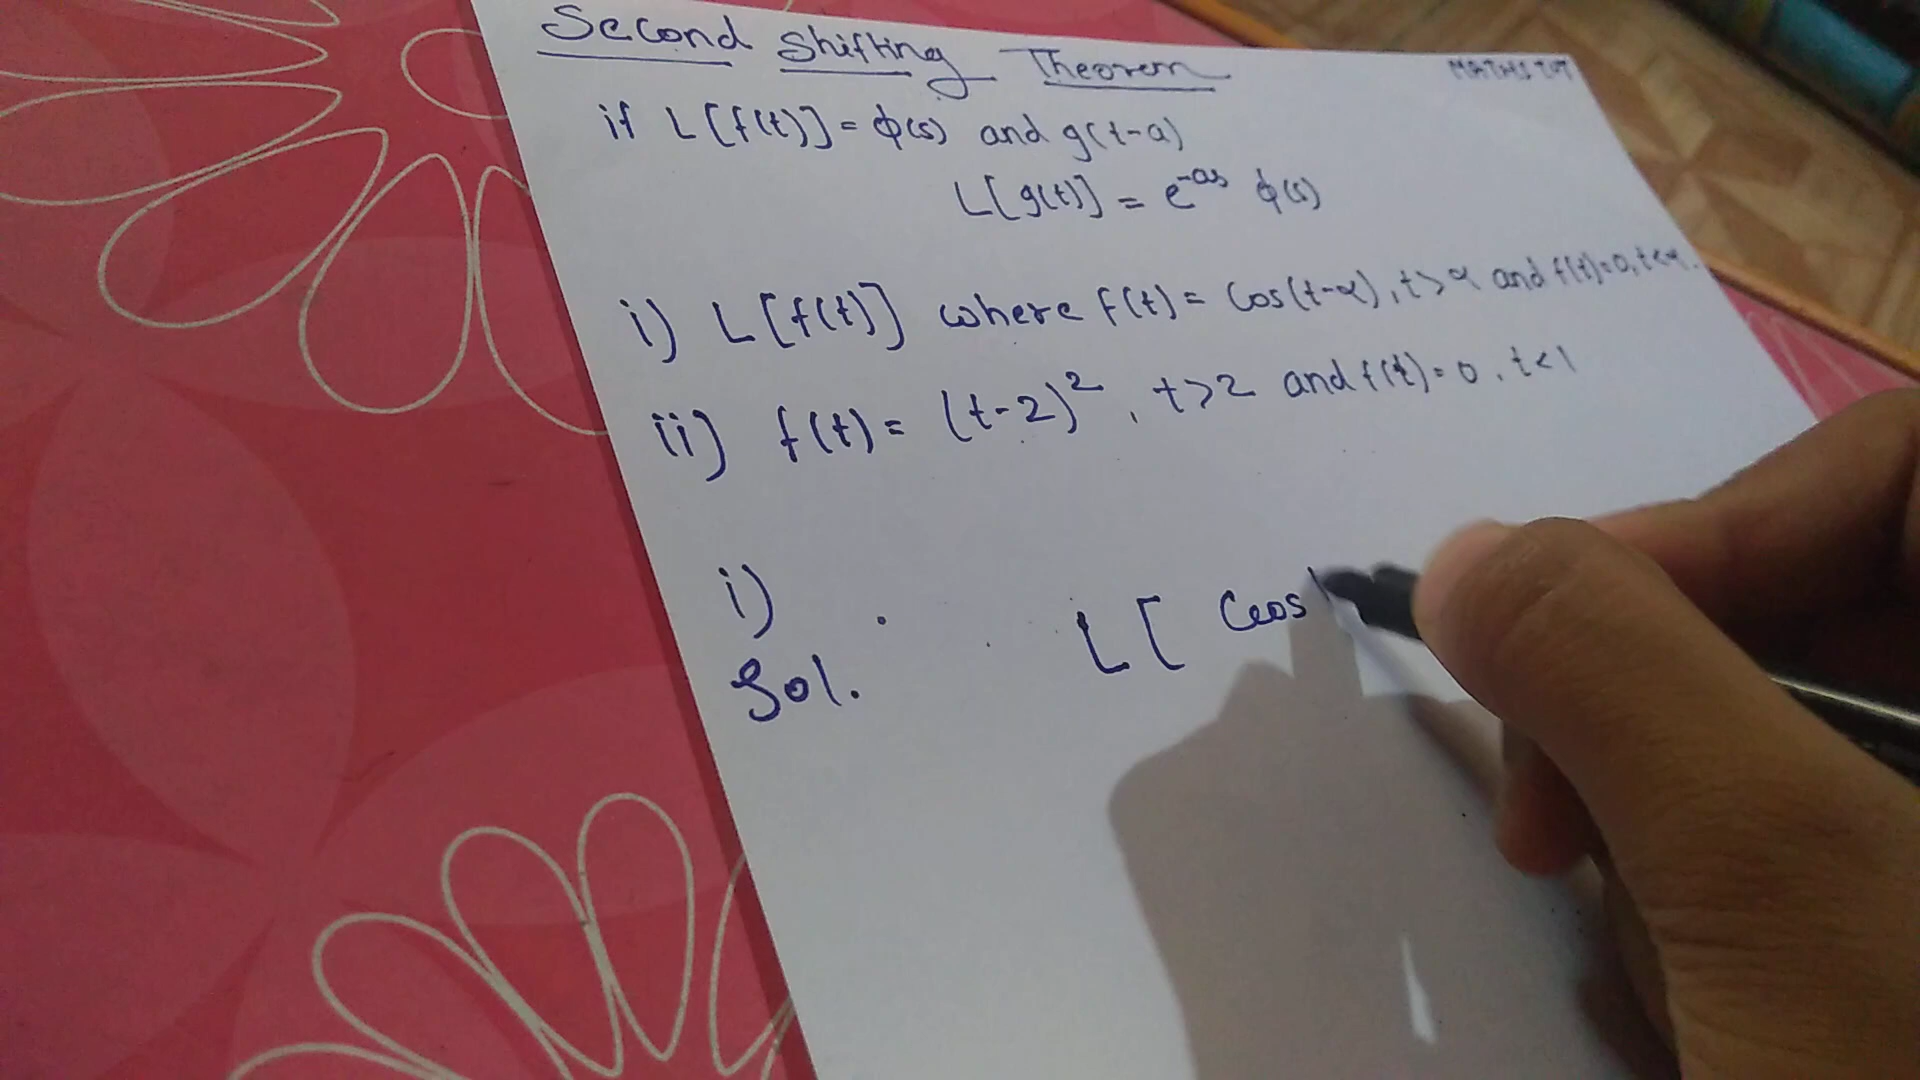 Second Shifting Theorem
if L[f(t)] = ϕ(s) and g(t-a)
L[g(t)] = e^-as ϕ(s)
i) L[f(t)] where f(t) = Cos(t-α), t>α and f(t)=0, t<α.
ii) f(t) = (t-2)², t>2 and f(t)=0, t<1
i)
Sol. L[ Cos